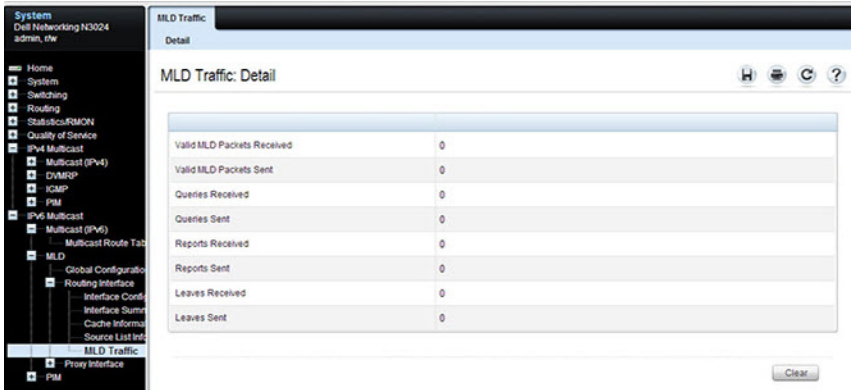 System
Dell Networking N3024
admin, r/w
Home
System
Switching
Routing
Statistics/RMON
Quality of Service
IPv4 Multicast
Multicast (IPv4)
DVMRP
IGMP
PIM
IPv6 Multicast
Multicast (IPv6)
Multicast Route Tab
MLD
Global Configuratio
Routing Interface
Interface Config
Interface Summ
Cache Informa
Source List Info
MLD Traffic
Proxy Interface
PIM
MLD Traffic
Detail
MLD Traffic: Detail
?
Valid MLD Packets Received 0
Valid MLD Packets Sent 0
Queries Received 0
Queries Sent 0
Reports Received 0
Reports Sent 0
Leaves Received 0
Leaves Sent 0
Clear